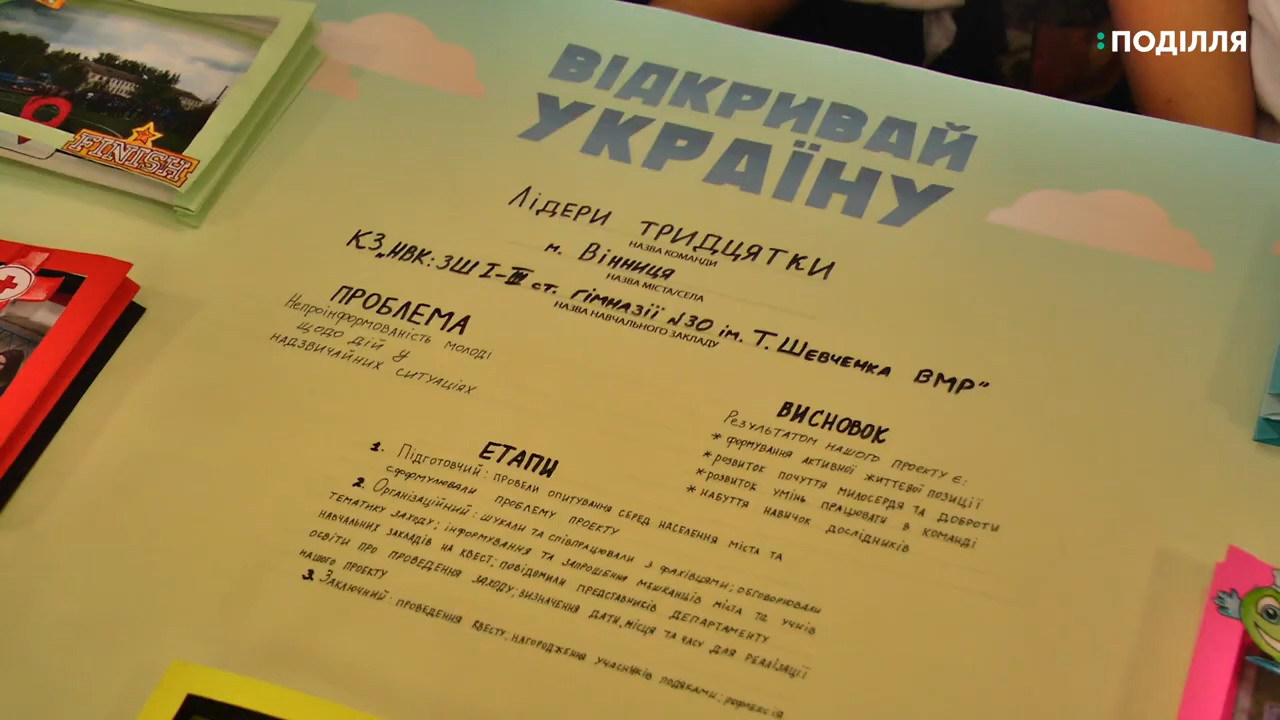 :ПОДІЛЛЯ
FINISH
ВІДКРИВАЙ
УКРАЇНУ
ЛІДЕРИ ТРИДЦЯТКИ
НАЗВА КОМАНДИ
м. Вінниця
НАЗВА МІСТА/СЕЛА
КЗ „НВК: ЗШ І-ІІІ ст. гімназії №30 ім. Т. Шевченка ВМР"
НАЗВА НАВЧАЛЬНОГО ЗАКЛАДУ
ПРОБЛЕМА
Непроінформованість молоді
щодо дій у
надзвичайних ситуаціях
ВИСНОВОК
Результатом нашого проекту є:
* формування активної життєвої позиції
* розвиток почуття милосердя та доброти
* розвиток умінь працювати в команді
* набуття навичок дослідників
ЕТАПИ
1. Підготовчий: провели опитування серед населення міста та
сформулювали проблему проекту
2. Організаційний: шукали та співпрацювали з фахівцями; обговорювали
тематику заходу; інформування та запрошення мешканців міста та учнів
навчальних закладів на квест; повідомили представників департаменту
освіти про проведення заходу; визначення дати, місця та часу для реалізації
нашого проекту
3. Заключний: проведення квесту, нагородження учасників подяками; рефлексія